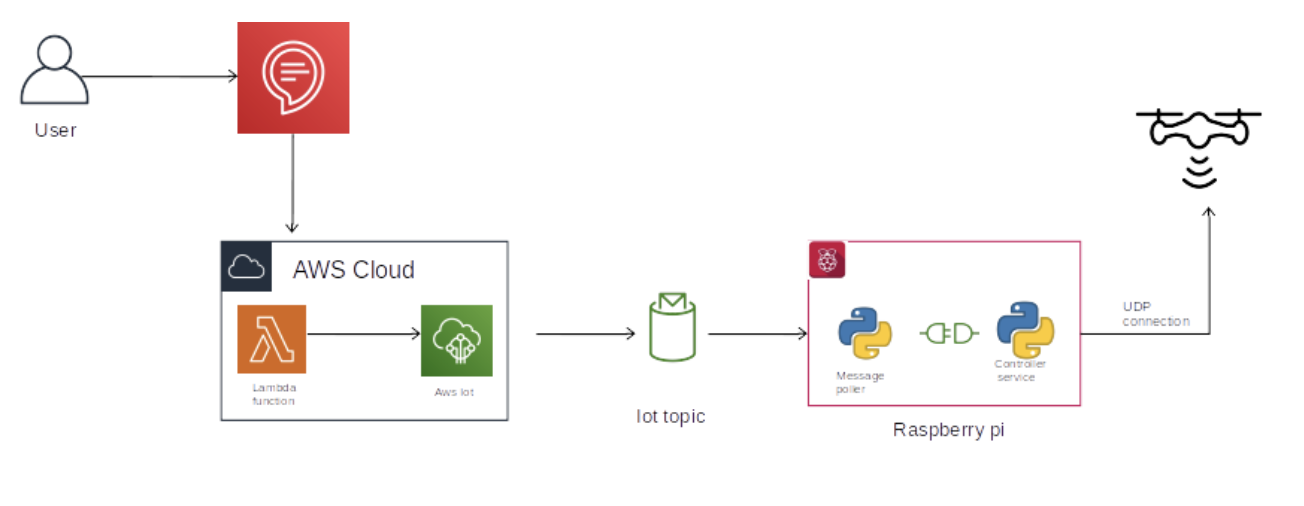 User
AWS Cloud
Lambda
function
Aws Iot
Iot topic
Message
poller
Controller
service
Raspberry pi
UDP
connection